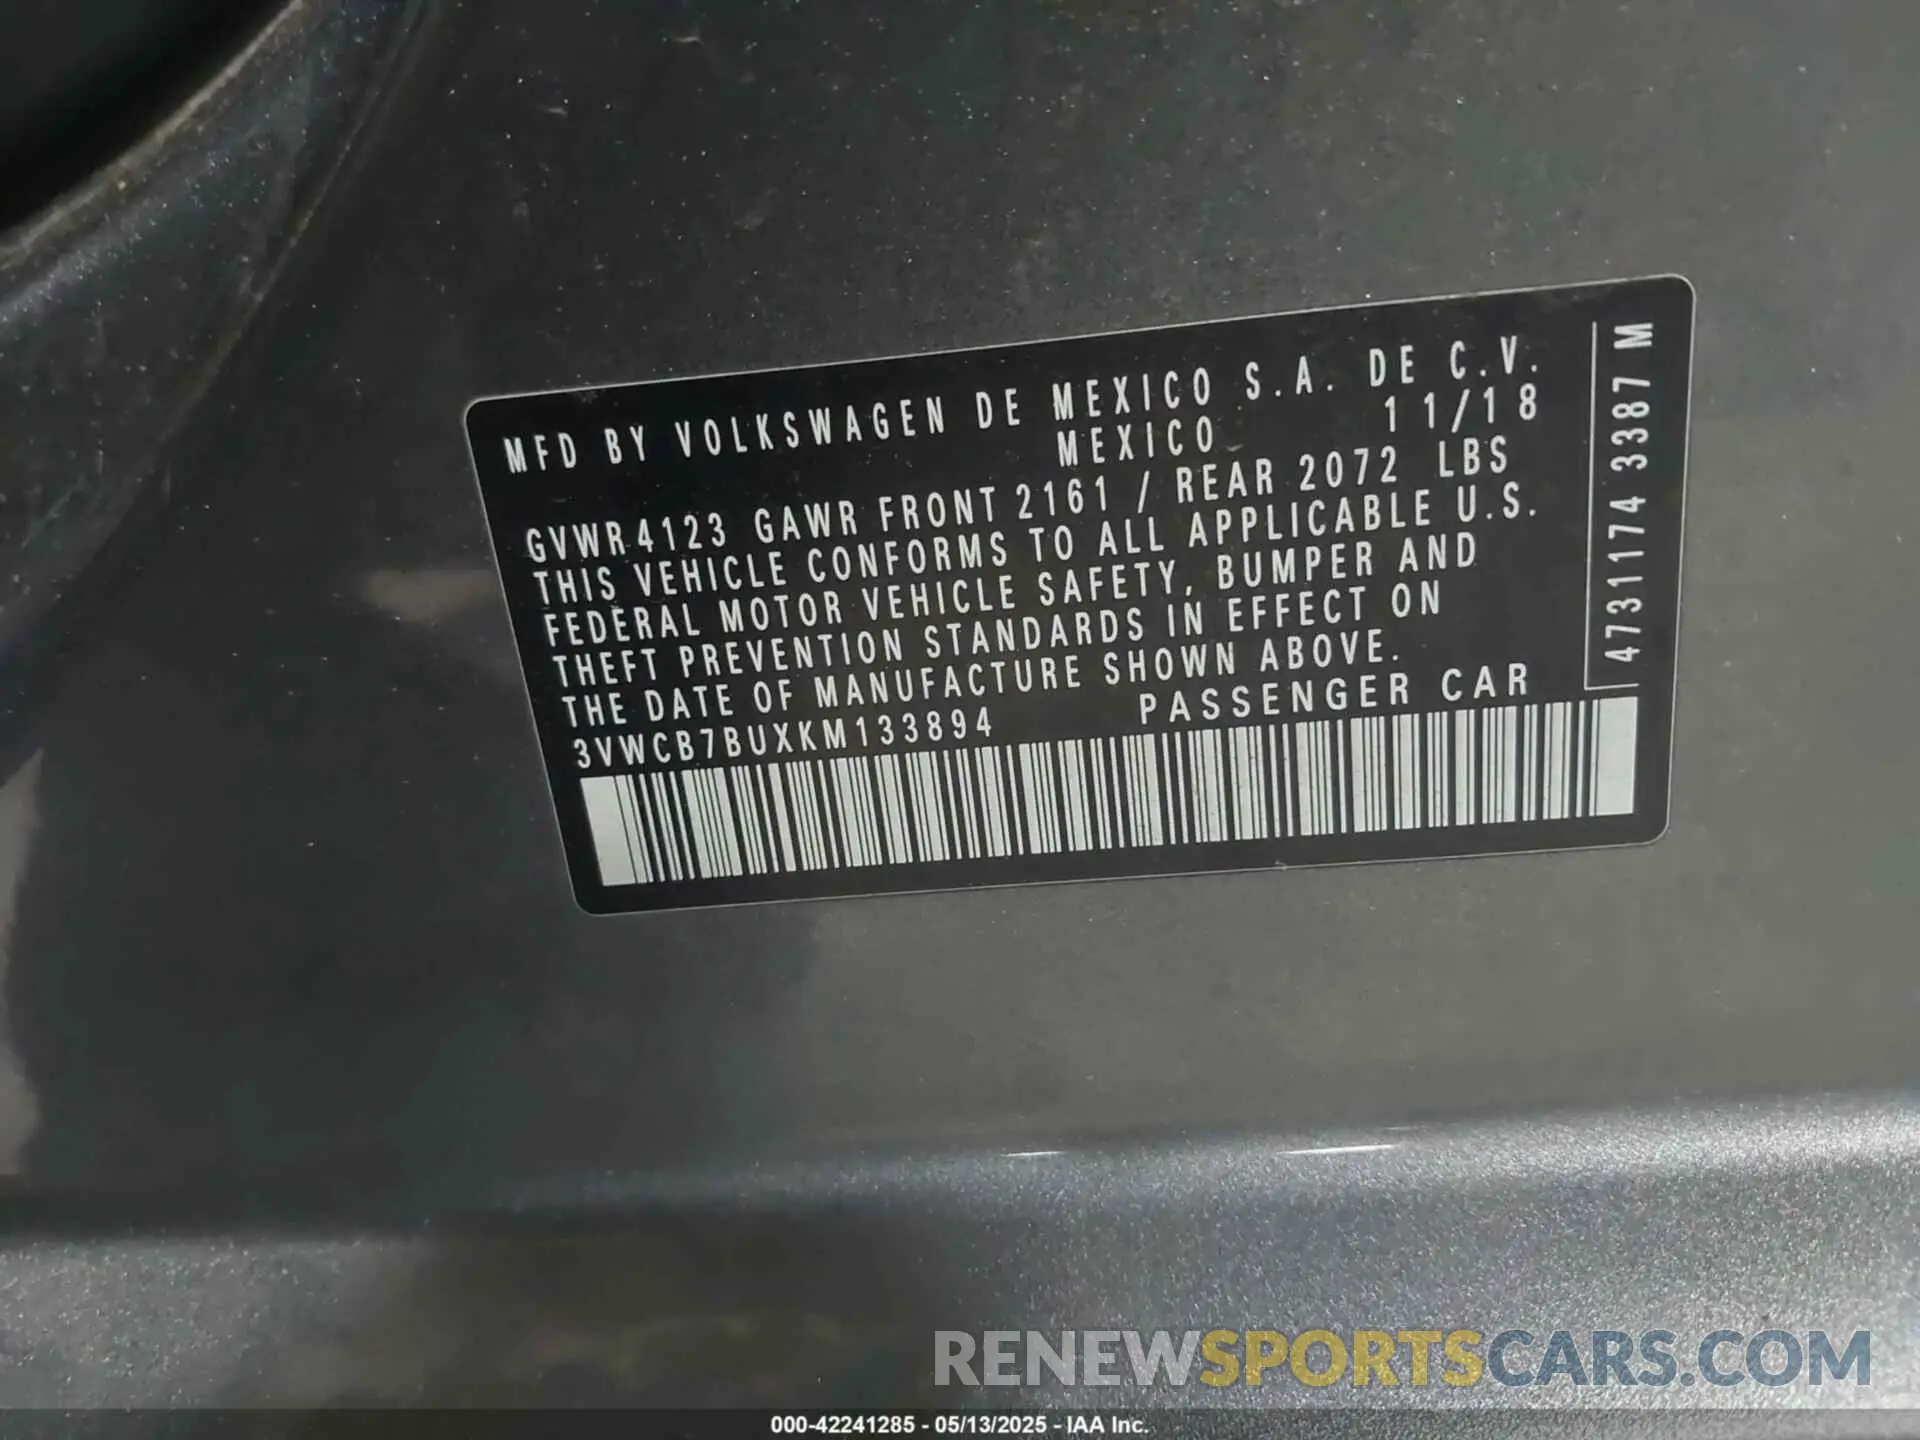 MFD BY VOLKSWAGEN DE MEXICO S.A. DE C.V.
MEXICO 11/18
GVWR 4123 GAWR FRONT 2161 / REAR 2072 LBS
THIS VEHICLE CONFORMS TO ALL APPLICABLE U.S.
FEDERAL MOTOR VEHICLE SAFETY, BUMPER AND
THEFT PREVENTION STANDARDS IN EFFECT ON
THE DATE OF MANUFACTURE SHOWN ABOVE.
3VWCB7BUXKM133894 PASSENGER CAR
4731174 3387 M
RENEWSPORTSCARS.COM
000-42241285 - 05/13/2025 - IAA Inc.